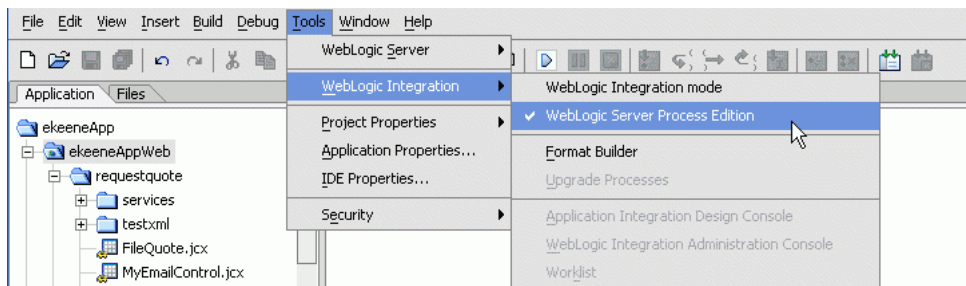 File Edit View Insert Build Debug Tools Window Help
WebLogic Server
WebLogic Integration
Project Properties
Application Properties...
IDE Properties...
Security
WebLogic Integration mode
WebLogic Server Process Edition
Format Builder
Upgrade Processes
Application Integration Design Console
WebLogic Integration Administration Console
Worklist
Application Files
ekeeneApp
ekeeneAppWeb
requestquote
services
testxml
FileQuote.jcx
MyEmailControl.jcx